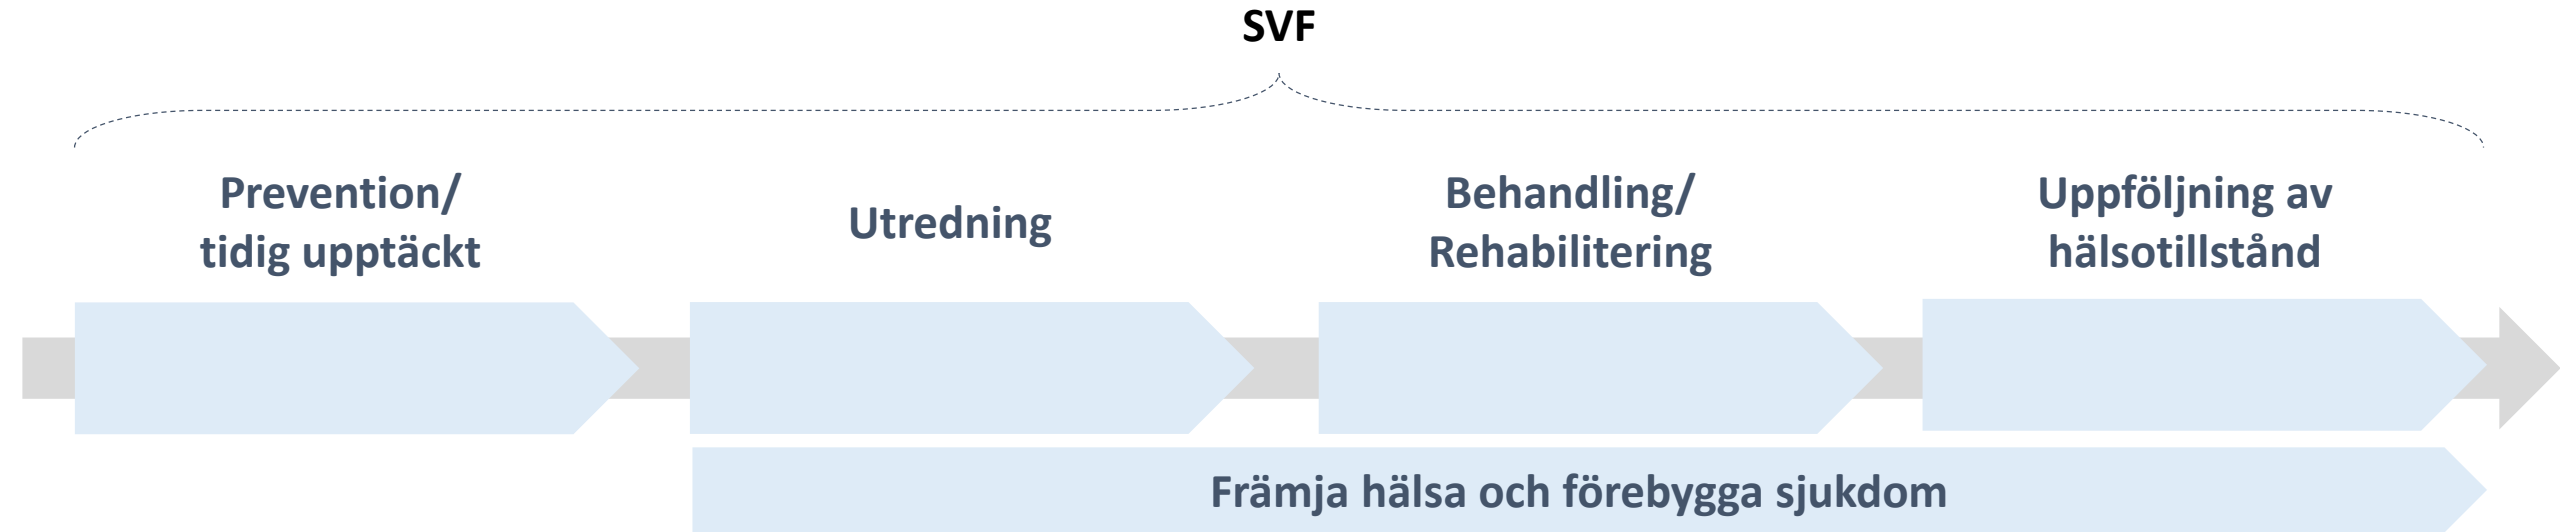 SVF
Prevention/
tidig upptäckt
Utredning
Behandling/
Rehabilitering
Uppföljning av
hälsotillstånd
Främja hälsa och förebygga sjukdom